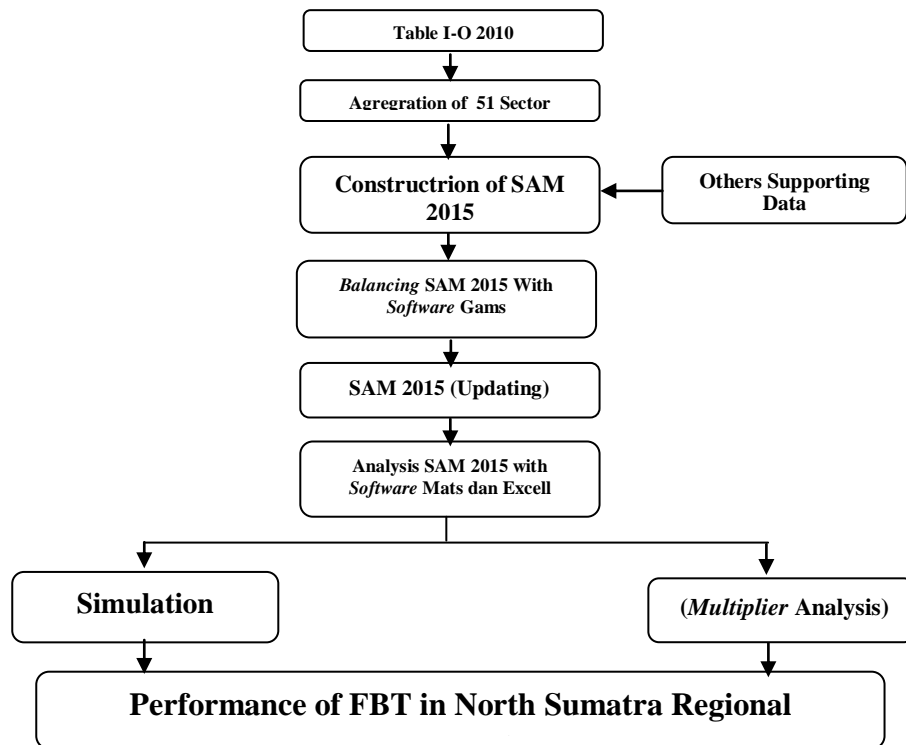 Table I-O 2010
Agregration of 51 Sector
Constructrion of SAM
2015
Others Supporting
Data
Balancing SAM 2015 With
Software Gams
SAM 2015 (Updating)
Analysis SAM 2015 with
Software Mats dan Excell
Simulation
(Multiplier Analysis)
Performance of FBT in North Sumatra Regional